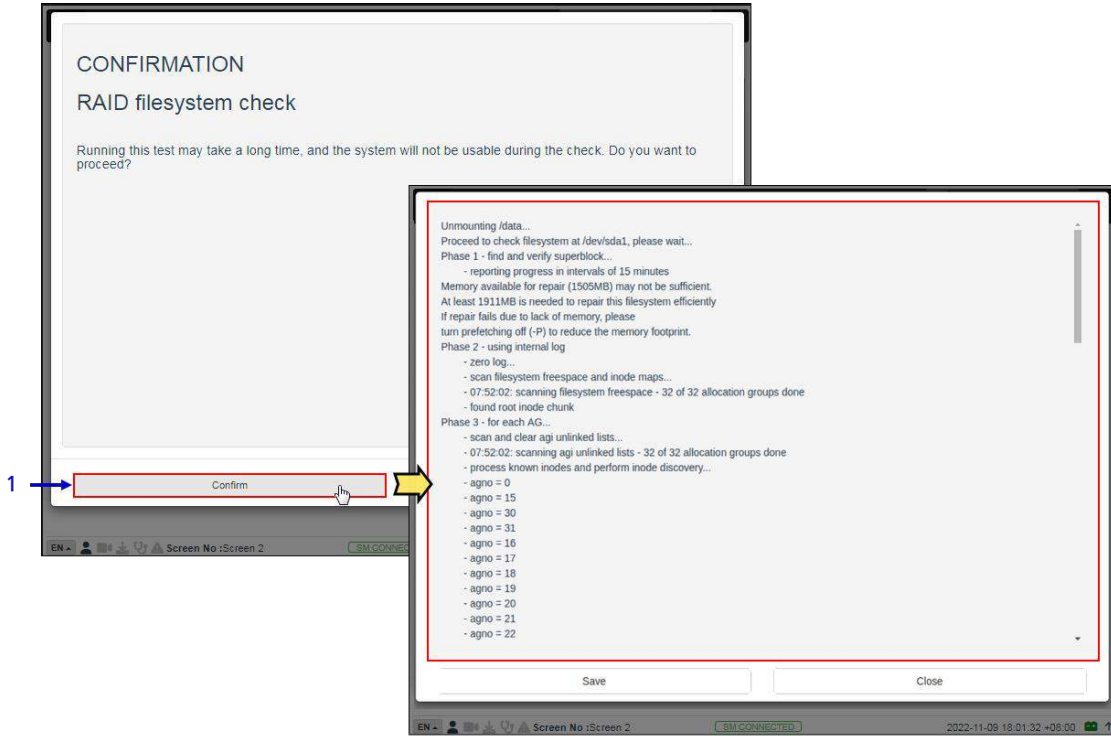 CONFIRMATION
RAID filesystem check
Running this test may take a long time, and the system will not be usable during the check. Do you want to
proceed?
1
Confirm
EN
Screen No :Screen 2
SM CONNEC
Unmounting /data...
Proceed to check filesystem at /dev/sda1, please wait...
Phase 1 - find and verify superblock...
- reporting progress in intervals of 15 minutes
Memory available for repair (1505MB) may not be sufficient.
At least 1911MB is needed to repair this filesystem efficiently
If repair fails due to lack of memory, please
turn prefetching off (-P) to reduce the memory footprint.
Phase 2 - using internal log
- zero log...
- scan filesystem freespace and inode maps...
- 07:52:02: scanning filesystem freespace - 32 of 32 allocation groups done
- found root inode chunk
Phase 3 - for each AG...
- scan and clear agi unlinked lists...
- 07:52:02: scanning agi unlinked lists - 32 of 32 allocation groups done
- process known inodes and perform inode discovery...
- agno = 0
- agno = 15
- agno = 30
- agno = 31
- agno = 16
- agno = 17
- agno = 18
- agno = 19
- agno = 20
- agno = 21
- agno = 22
Save
Close
EN
Screen No :Screen 2
SM CONNECTED
2022-11-09 18:01:32 +08:00